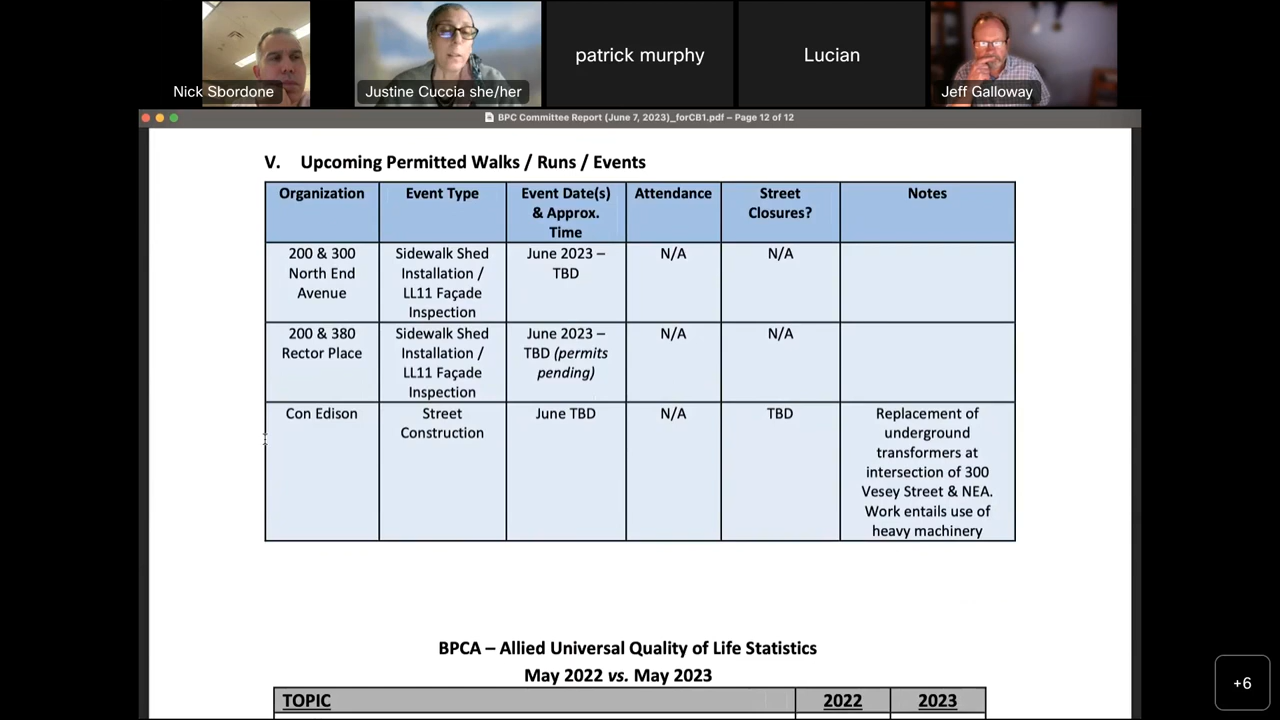 Nick Sbordone
Justine Cuccia she/her
patrick murphy
Lucian
Jeff Galloway
BPC Committee Report (June 7, 2023)_forCB1.pdf – Page 12 of 12
V. Upcoming Permitted Walks / Runs / Events
Organization
Event Type
Event Date(s)
& Approx.
Time
Attendance
Street
Closures?
Notes
200 & 300
North End
Avenue
Sidewalk Shed
Installation /
LL11 Façade
Inspection
June 2023 –
TBD
N/A
N/A
200 & 380
Rector Place
Sidewalk Shed
Installation /
LL11 Façade
Inspection
June 2023 –
TBD (permits
pending)
N/A
N/A
Con Edison
Street
Construction
June TBD
N/A
TBD
Replacement of
underground
transformers at
intersection of 300
Vesey Street & NEA.
Work entails use of
heavy machinery
BPCA – Allied Universal Quality of Life Statistics
May 2022 vs. May 2023
TOPIC
2022
2023
+6